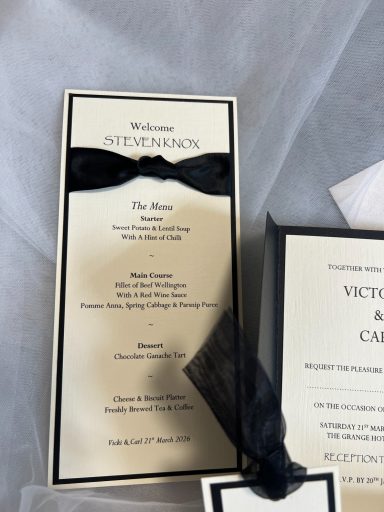 Welcome
STEVEN KNOX
The Menu
Starter
Sweet Potato & Lentil Soup
With A Hint of Chilli
~
Main Course
Fillet of Beef Wellington
With A Red Wine Sauce
Pomme Anna, Spring Cabbage & Parsnip Puree
~
Dessert
Chocolate Ganache Tart
~
Cheese & Biscuit Platter
Freshly Brewed Tea & Coffee
Vicki & Carl 21st March 2026
TOGETHER WITH
VICTO
&
CAR
REQUEST THE PLEASURE
ON THE OCCASION O
SATURDAY 21ST MAR
THE GRANGE HOT
RECEPTION T
.V.P. BY 20TH JA